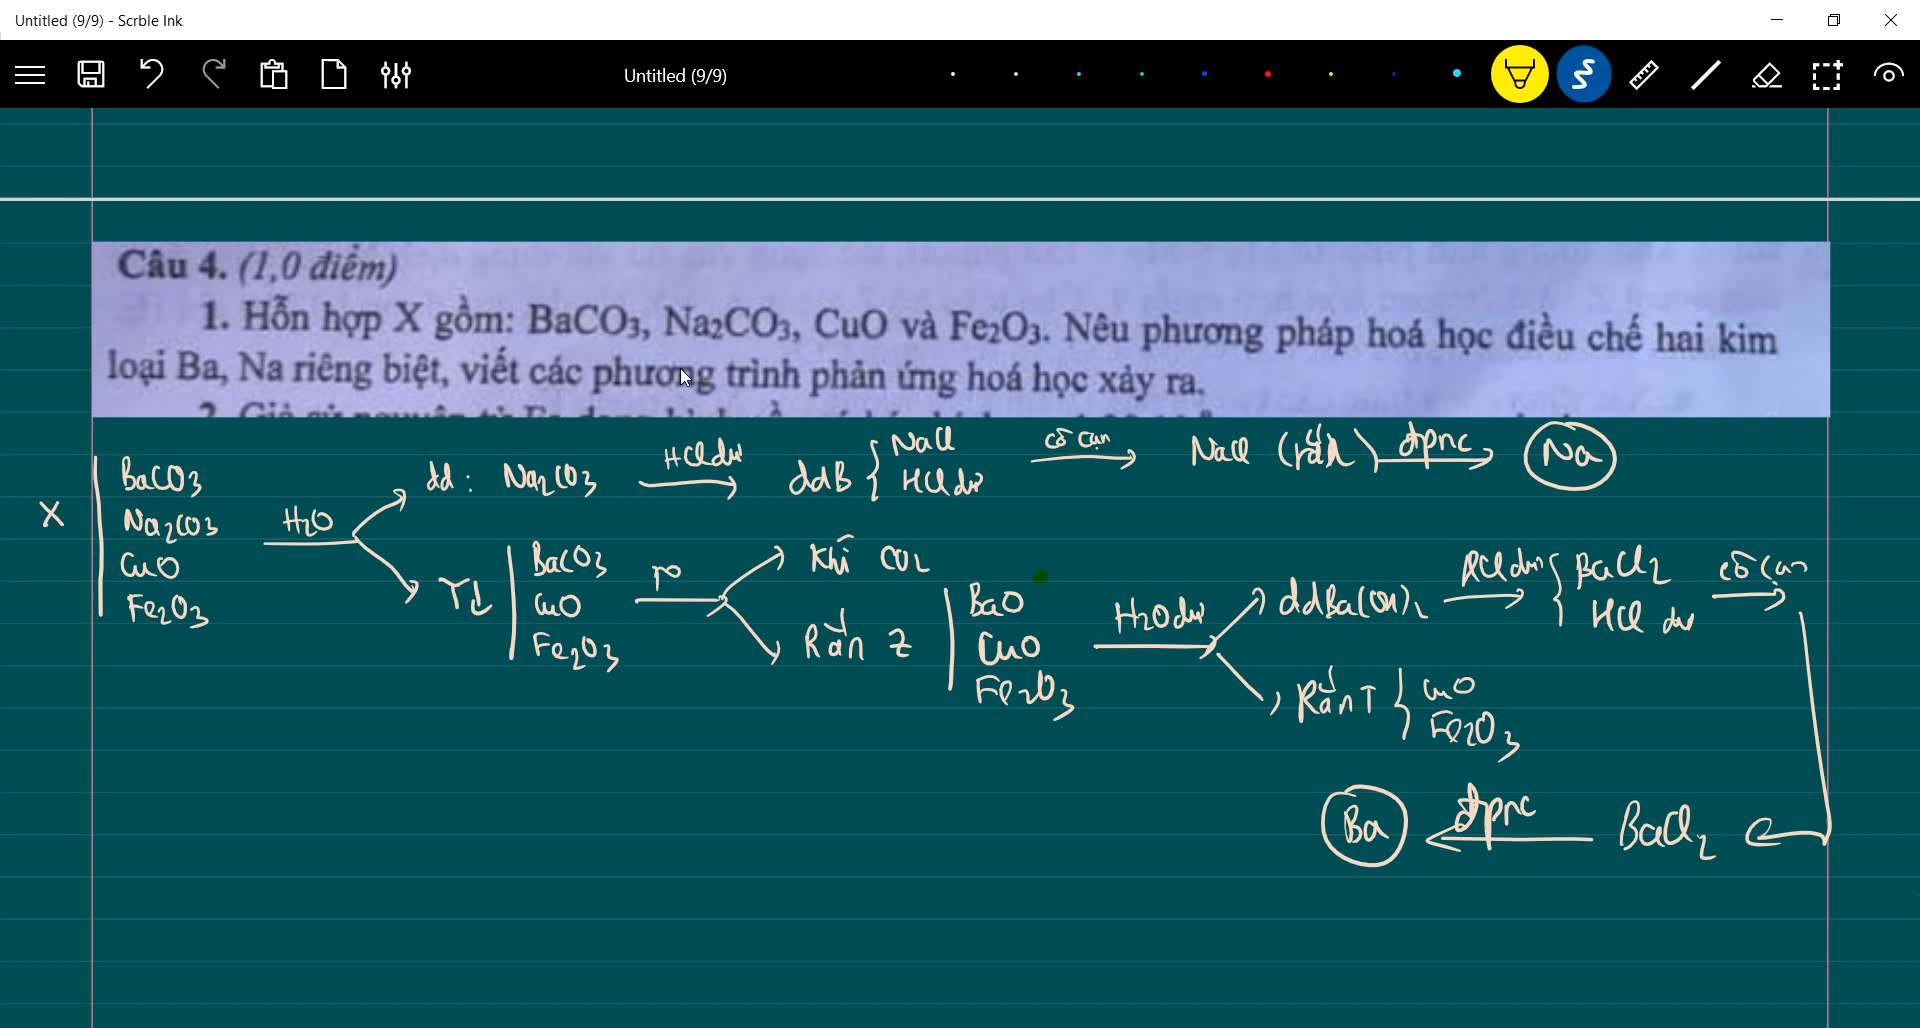 Untitled (9/9) - Scrble Ink
Untitled (9/9)
Câu 4. (1,0 điểm)
1. Hỗn hợp X gồm: BaCO3, Na2CO3, CuO và Fe2O3. Nêu phương pháp hoá học điều chế hai kim
loại Ba, Na riêng biệt, viết các phương trình phản ứng hoá học xảy ra.
X
BaCO3
Na2CO3
CuO
Fe2O3
H2O
dd : Na2CO3
HCl dư
ddB { NaCl
HCl dư
cô cạn
NaCl (rắn)
đpnc
Na
Y↓
BaCO3
CuO
Fe2O3
to
Khí CO2
Rắn Z
BaO
CuO
Fe2O3
H2O dư
ddBa(OH)2
HCl dư
BaCl2
HCl dư
cô cạn
Rắn T { CuO
Fe2O3
BaCl2
đpnc
Ba